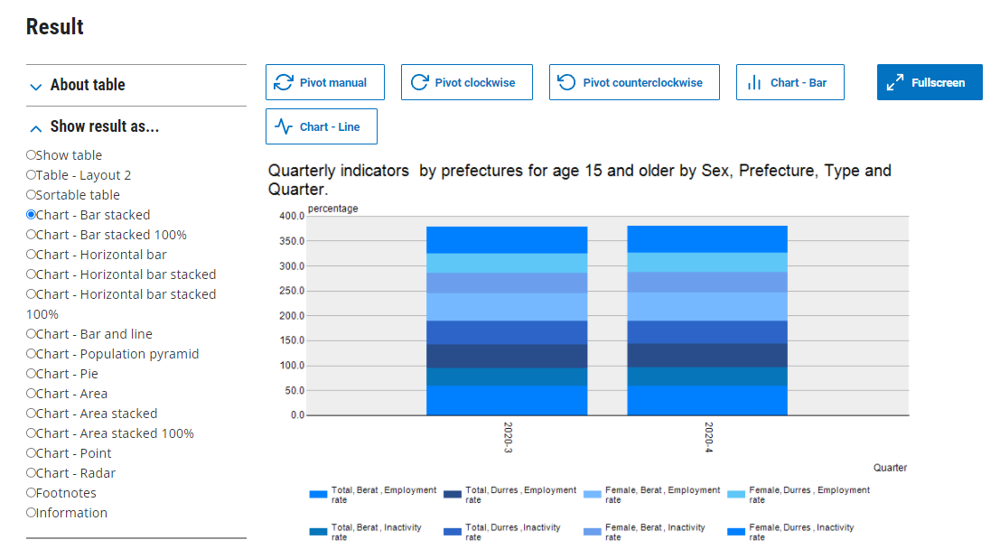 Result
About table
Show result as...
Show table
Table - Layout 2
Sortable table
Chart - Bar stacked
Chart - Bar stacked 100%
Chart - Horizontal bar
Chart - Horizontal bar stacked
Chart - Horizontal bar stacked
100%
Chart - Bar and line
Chart - Population pyramid
Chart - Pie
Chart - Area
Chart - Area stacked
Chart - Area stacked 100%
Chart - Point
Chart - Radar
Footnotes
Information
Pivot manual
Pivot clockwise
Pivot counterclockwise
Chart - Bar
Fullscreen
Chart - Line
Quarterly indicators by prefectures for age 15 and older by Sex, Prefecture, Type and
Quarter.
percentage
400.0
350.0
300.0
250.0
200.0
150.0
100.0
50.0
0.0
2020-3
2020-4
Quarter
Total, Berat , Employment
rate
Total, Durres , Employment
rate
Female, Berat , Employment
rate
Female, Durres , Employment
rate
Total, Berat , Inactivity
rate
Total, Durres , Inactivity
rate
Female, Berat , Inactivity
rate
Female, Durres , Inactivity
rate